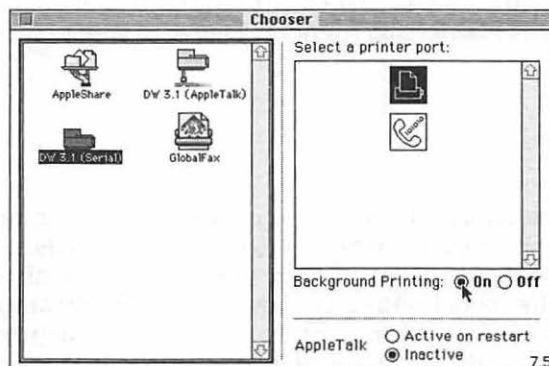 Chooser
AppleShare
DW 3.1 (AppleTalk)
DW 3.1 (Serial)
GlobalFax
Select a printer port:
Background Printing: On Off
AppleTalk
Active on restart
Inactive
7.5